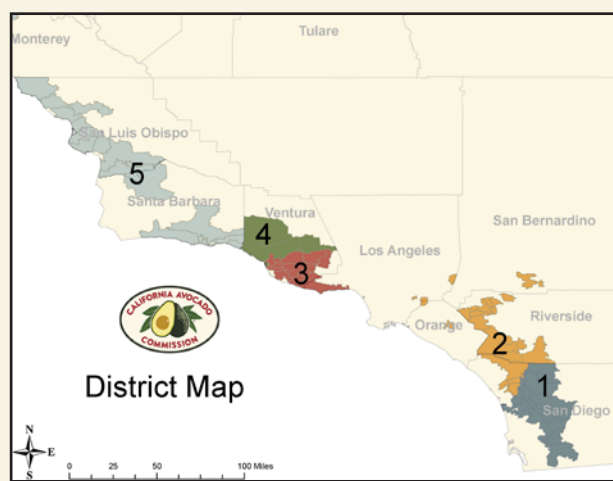 Monterey
Tulare
San Luis Obispo
5
Santa Barbara
Ventura
4
3
Los Angeles
San Bernardino
Orange
Riverside
2
1
San Diego
CALIFORNIA AVOCADO
COMMISSION
District Map
N
W E
S
0 25 50 100 Miles